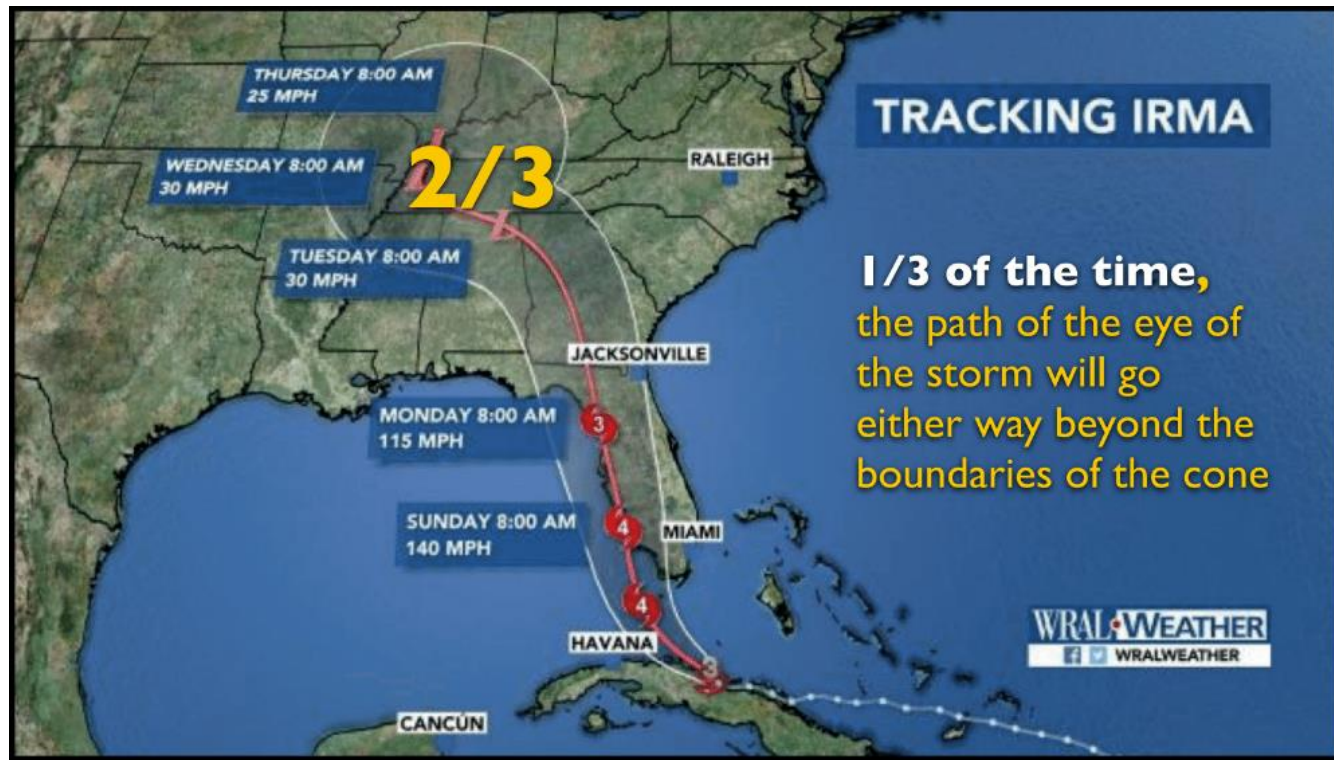 THURSDAY 8:00 AM
25 MPH
TRACKING IRMA
2/3
RALEIGH
WEDNESDAY 8:00 AM
30 MPH
TUESDAY 8:00 AM
30 MPH
1/3 of the time,
the path of the eye of
the storm will go
either way beyond the
boundaries of the cone
JACKSONVILLE
MONDAY 8:00 AM
115 MPH
3
SUNDAY 8:00 AM
140 MPH
4
MIAMI
4
HAVANA
3
WRAL WEATHER
WRALWEATHER
CANCÚN